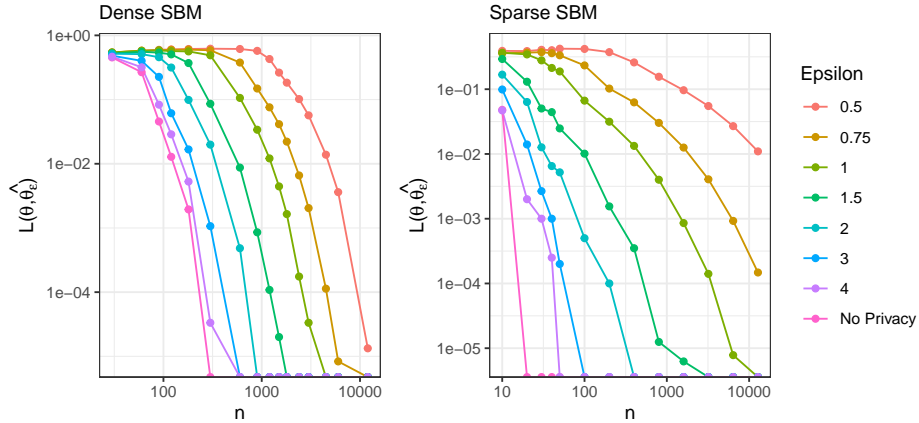 Dense SBM
L(θ,θ̂ε)
1e+00
1e−02
1e−04
100
1000
10000
n
Sparse SBM
L(θ,θ̂ε)
1e−01
1e−02
1e−03
1e−04
1e−05
10
100
1000
10000
n
Epsilon
0.5
0.75
1
1.5
2
3
4
No Privacy